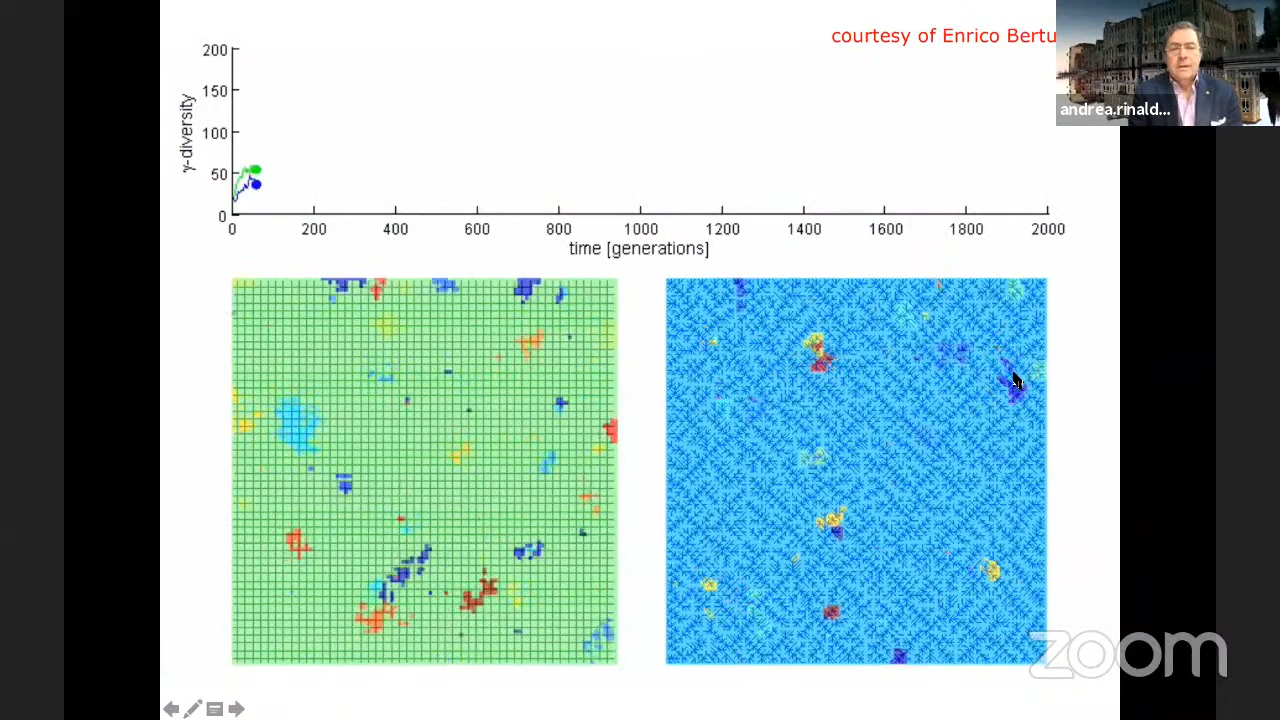 courtesy of Enrico Bertu
andrea.rinald...
200
150
100
50
0
γ-diversity
0 200 400 600 800 1000 1200 1400 1600 1800 2000
time [generations]
zoom